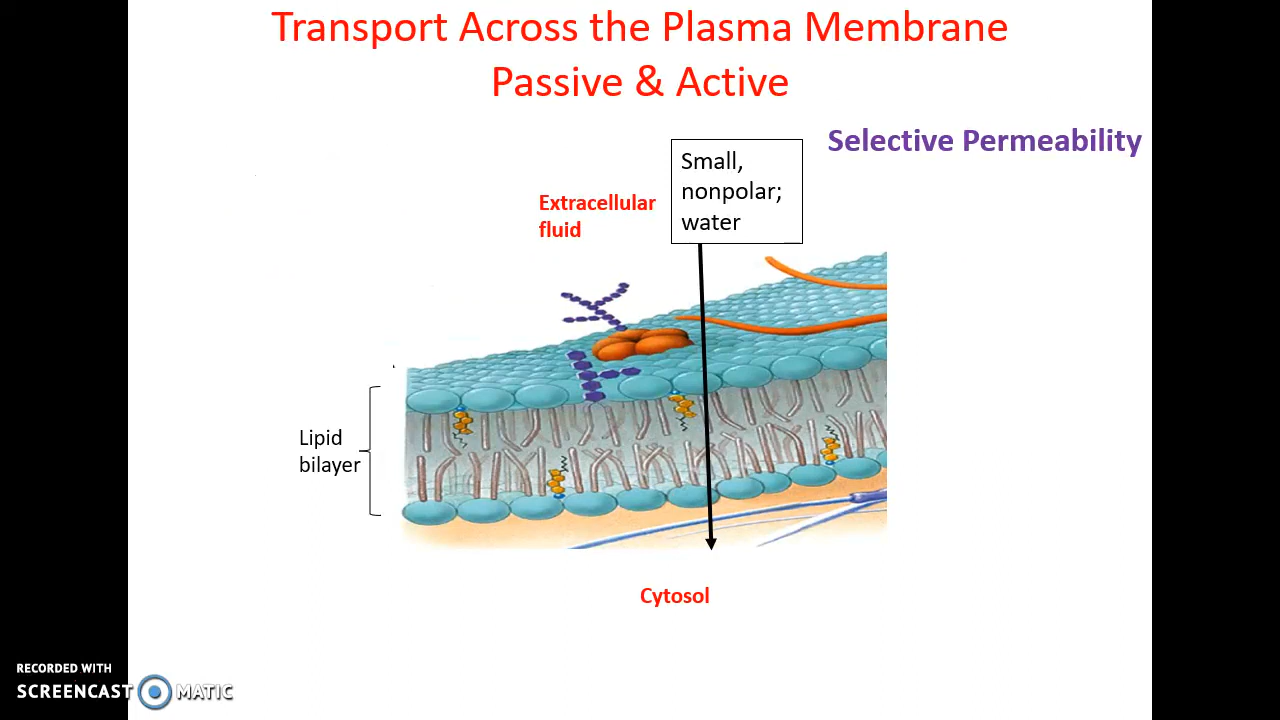 Transport Across the Plasma Membrane
Passive & Active
Selective Permeability
Small,
nonpolar;
water
Extracellular
fluid
Lipid
bilayer
Cytosol
RECORDED WITH
SCREENCAST MATIC